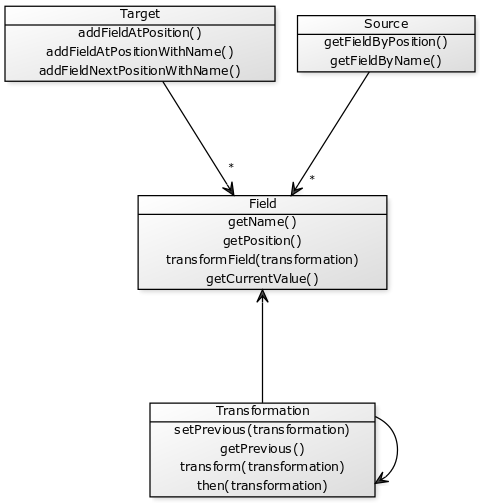 Target
addFieldAtPosition()
addFieldAtPositionWithName()
addFieldNextPositionWithName()
Source
getFieldByPosition()
getFieldByName()
*
*
Field
getName()
getPosition()
transformField(transformation)
getCurrentValue()
Transformation
setPrevious(transformation)
getPrevious()
transform(transformation)
then(transformation)